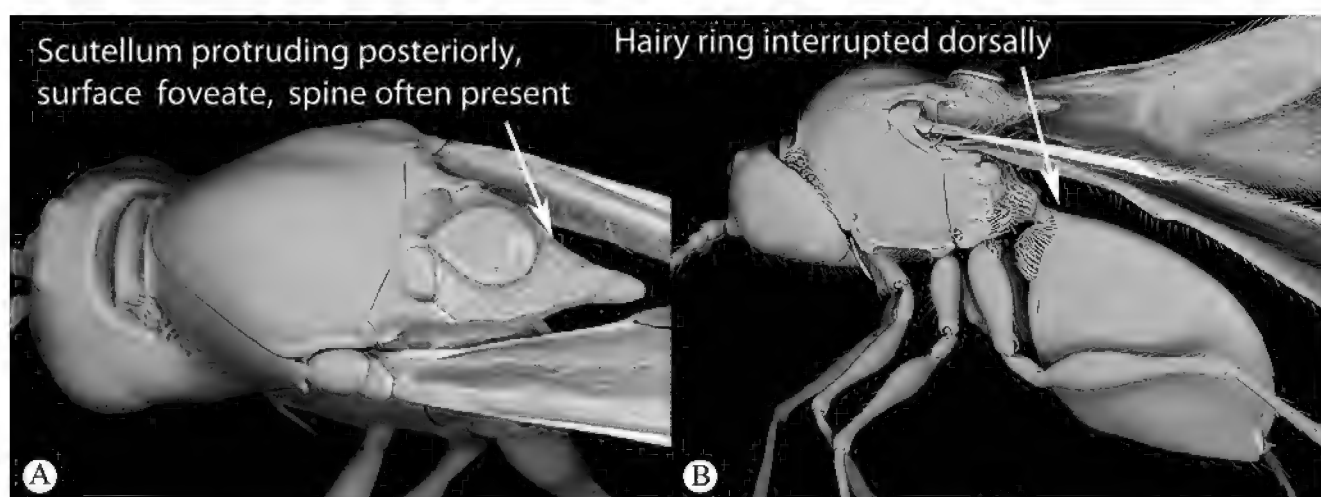 Scutellum protruding posteriorly,
surface foveate, spine often present
Hairy ring interrupted dorsally
A
B